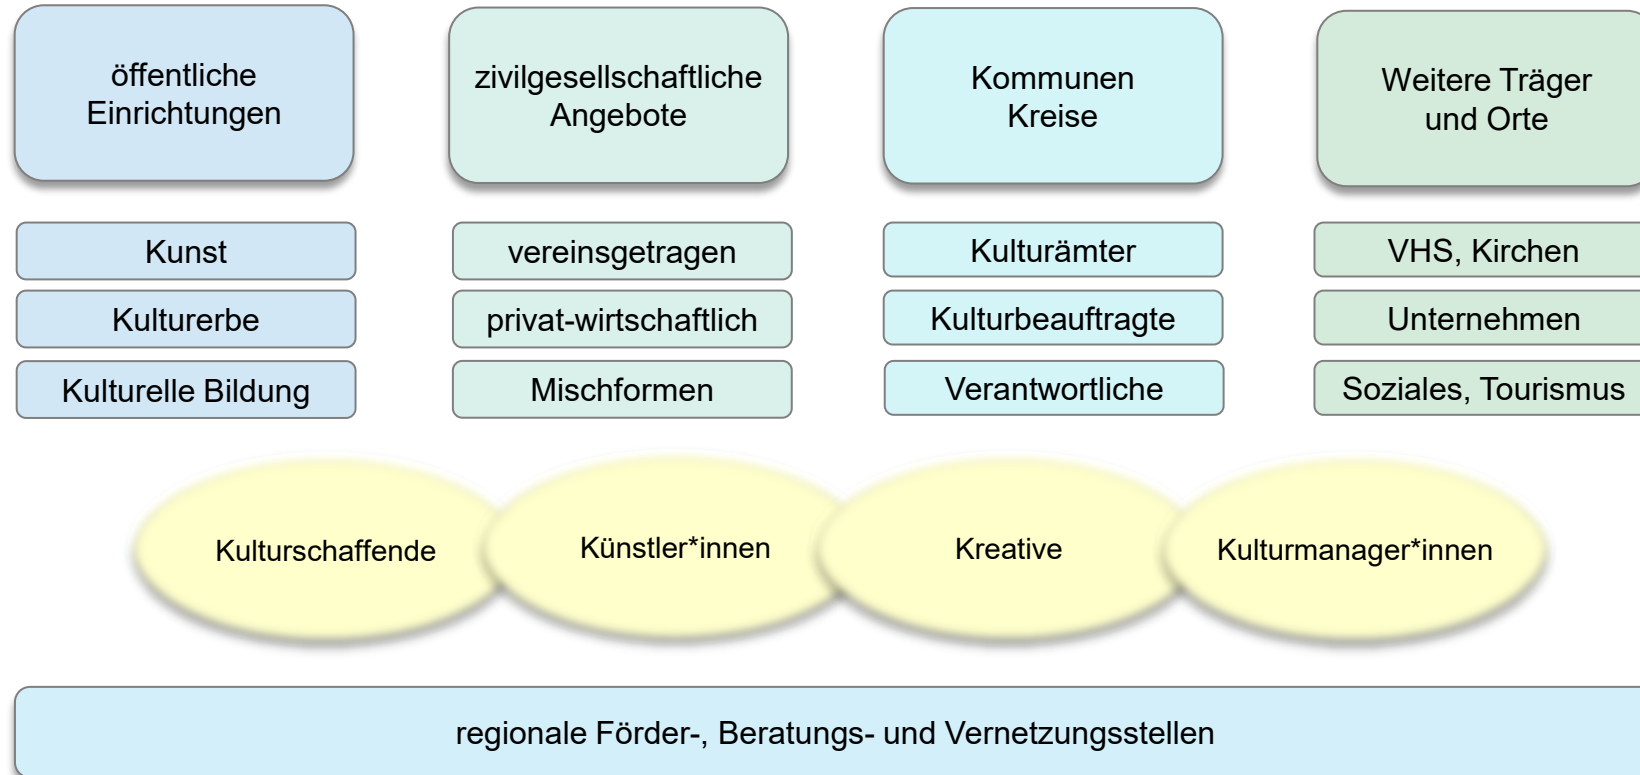 öffentliche
Einrichtungen
zivilgesellschaftliche
Angebote
Kommunen
Kreise
Weitere Träger
und Orte
Kunst
vereinsgetragen
Kulturämter
VHS, Kirchen
Kulturerbe
privat-wirtschaftlich
Kulturbeauftragte
Unternehmen
Kulturelle Bildung
Mischformen
Verantwortliche
Soziales, Tourismus
Kulturschaffende
Künstler*innen
Kreative
Kulturmanager*innen
regionale Förder-, Beratungs- und Vernetzungsstellen